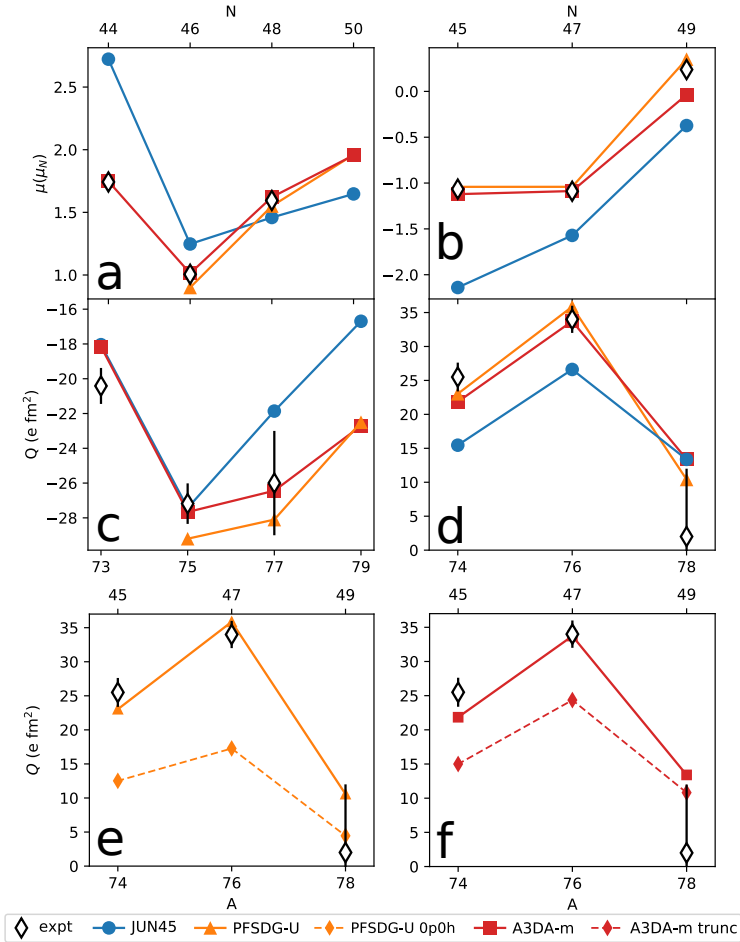 N
N
44 46 48 50
45 47 49
2.5
2.0
1.5
1.0
μ(μN)
a
0.0
−0.5
−1.0
−1.5
−2.0
b
−16
−18
−20
−22
−24
−26
−28
Q (e fm²)
c
73 75 77 79
35
30
25
20
15
10
5
0
d
74 76 78
45 47 49
45 47 49
35
30
25
20
15
10
5
0
Q (e fm²)
e
74 76 78
A
35
30
25
20
15
10
5
0
f
74 76 78
A
expt JUN45 PFSDG-U PFSDG-U 0p0h A3DA-m A3DA-m trunc